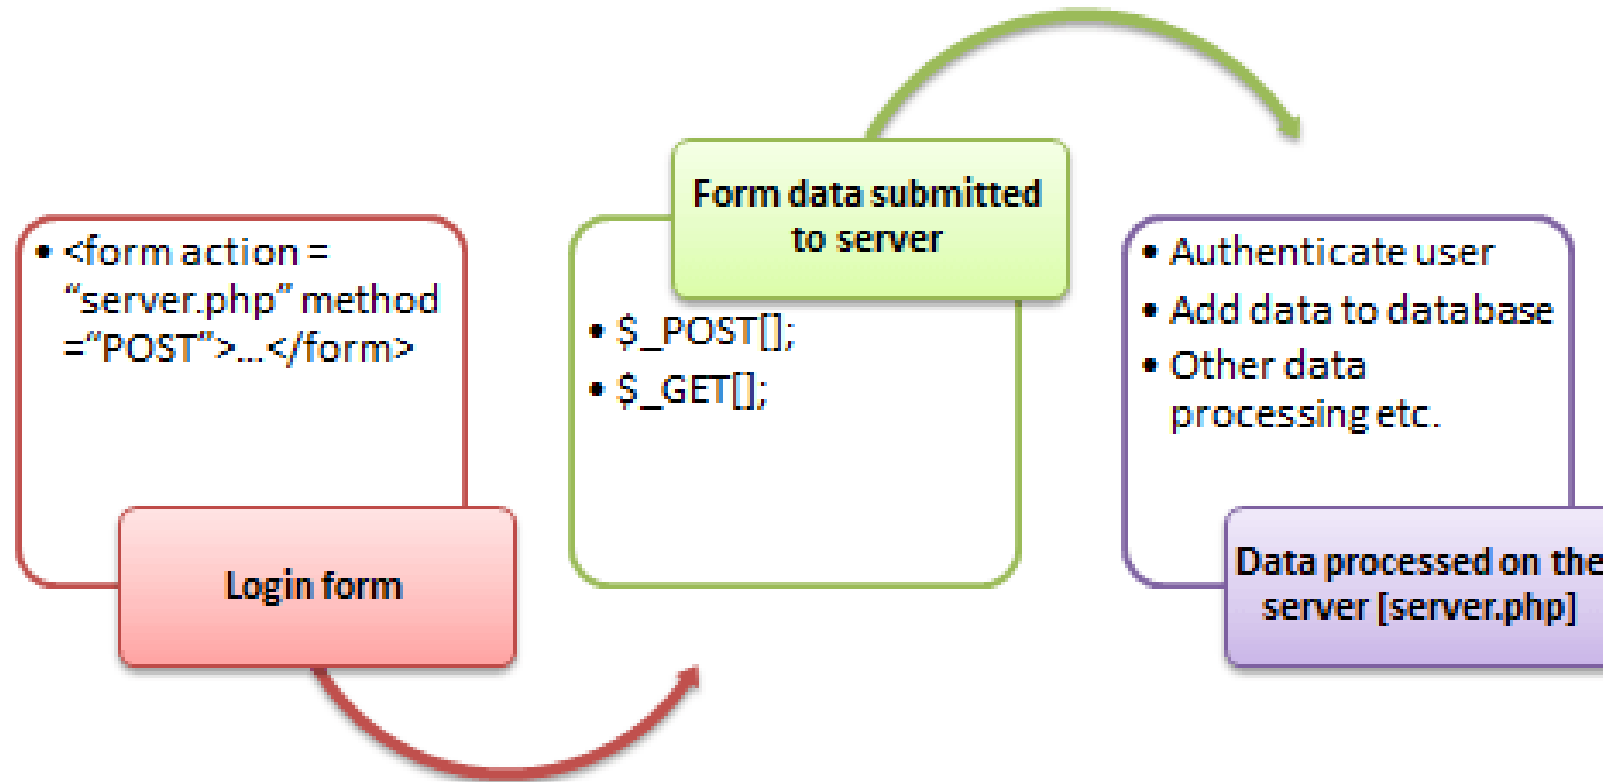 • <form action =
“server.php” method
=“POST”>...</form>
Login form
Form data submitted
to server
• $_POST[];
• $_GET[];
• Authenticate user
• Add data to database
• Other data
processing etc.
Data processed on the
server [server.php]